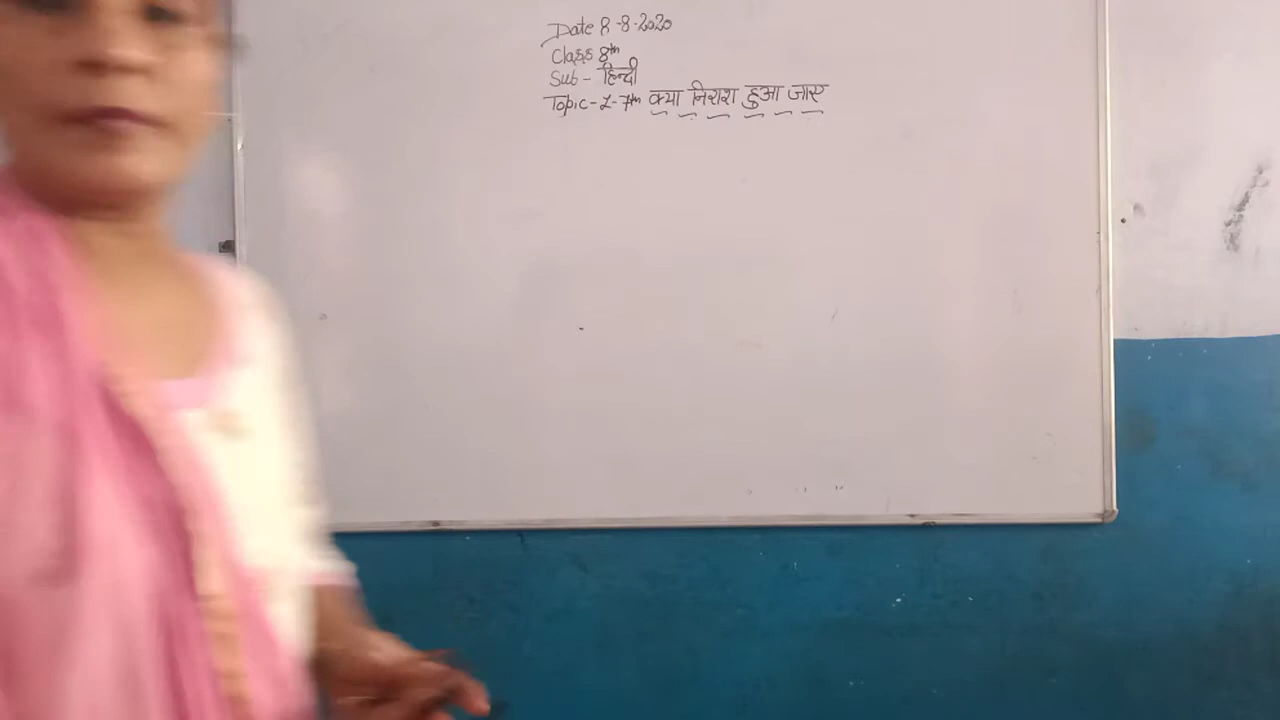 Date 8-8-2020
Class 8th
Sub- हिन्दी
Topic-L-7th क्या निराश हुआ जाए